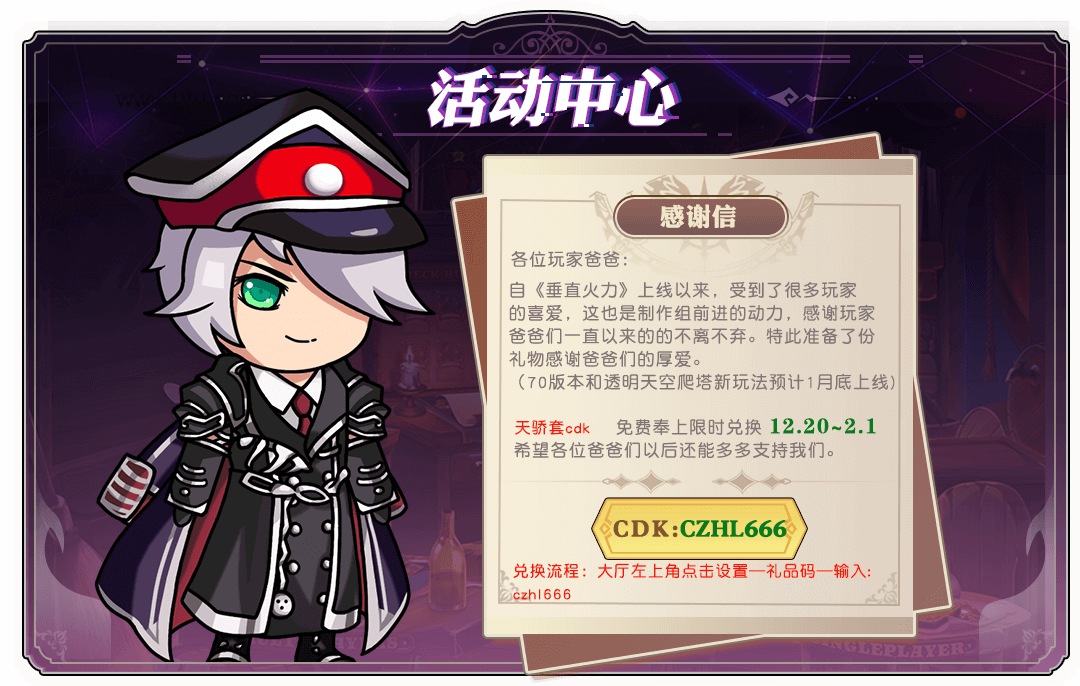 活动中心
感谢信
各位玩家爸爸：
自《垂直火力》上线以来，受到了很多玩家
的喜爱，这也是制作组前进的动力，感谢玩家
爸爸们一直以来的的不离不弃。特此准备了份
礼物感谢爸爸们的厚爱。
（70版本和透明天空爬塔新玩法预计1月底上线）
天骄套cdk 免费奉上限时兑换 12.20~2.1
希望各位爸爸们以后还能多多支持我们。
CDK:CZHL666
兑换流程：大厅左上角点击设置—礼品码—输入:
czhl666
SINGLEPLAYER